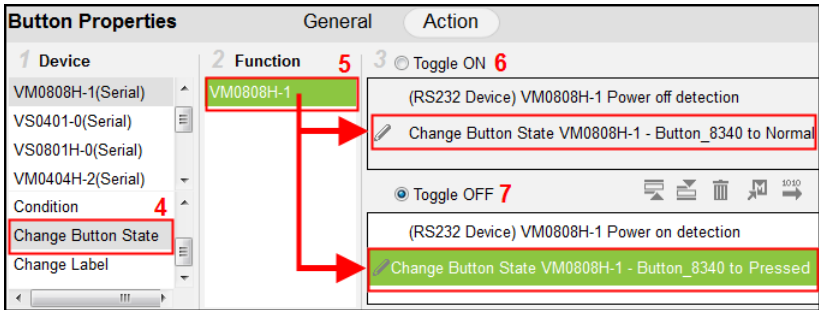 Button Properties General Action
1 Device 2 Function 5 3 Toggle ON 6
VM0808H-1(Serial)
VS0401-0(Serial)
VS0801H-0(Serial)
VM0404H-2(Serial)
Condition 4
Change Button State
Change Label
VM0808H-1
(RS232 Device) VM0808H-1 Power off detection
Change Button State VM0808H-1 - Button_8340 to Normal
Toggle OFF 7
1010
(RS232 Device) VM0808H-1 Power on detection
Change Button State VM0808H-1 - Button_8340 to Pressed